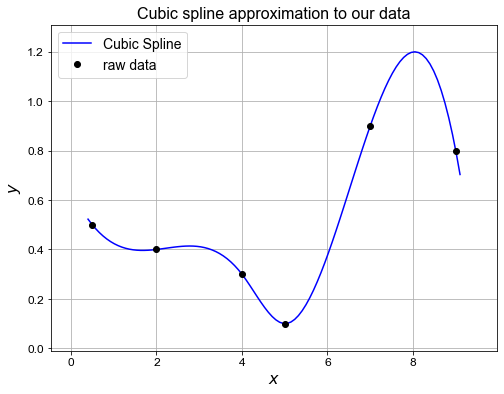 Cubic spline approximation to our data
Cubic Spline
raw data
1.2
1.0
0.8
0.6
0.4
0.2
0.0
y
0 2 4 6 8
x